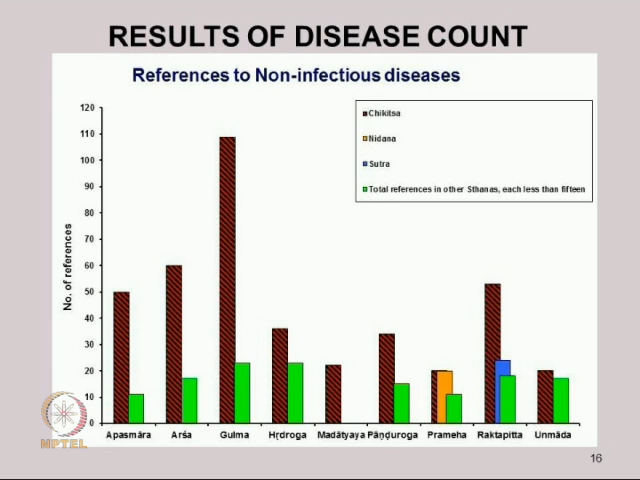 RESULTS OF DISEASE COUNT
References to Non-infectious diseases
No. of references
120
110
100
90
80
70
60
50
40
30
20
10
0
Chikitsa
Nidana
Sutra
Total references in other Sthanas, each less than fifteen
Apasmāra Arśa Gulma Hṛdroga Madātyaya Pāṇḍuroga Prameha Raktapitta Unmāda
NPTEL
16